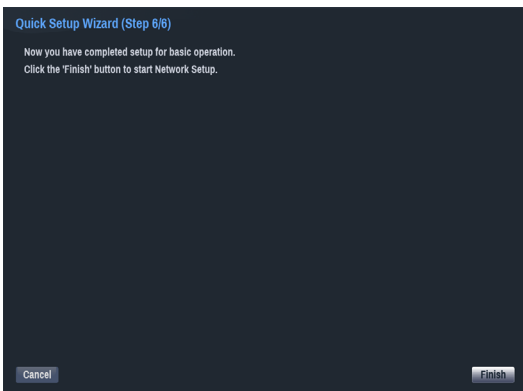 Quick Setup Wizard (Step 6/6)
Now you have completed setup for basic operation.
Click the 'Finish' button to start Network Setup.
Cancel
Finish